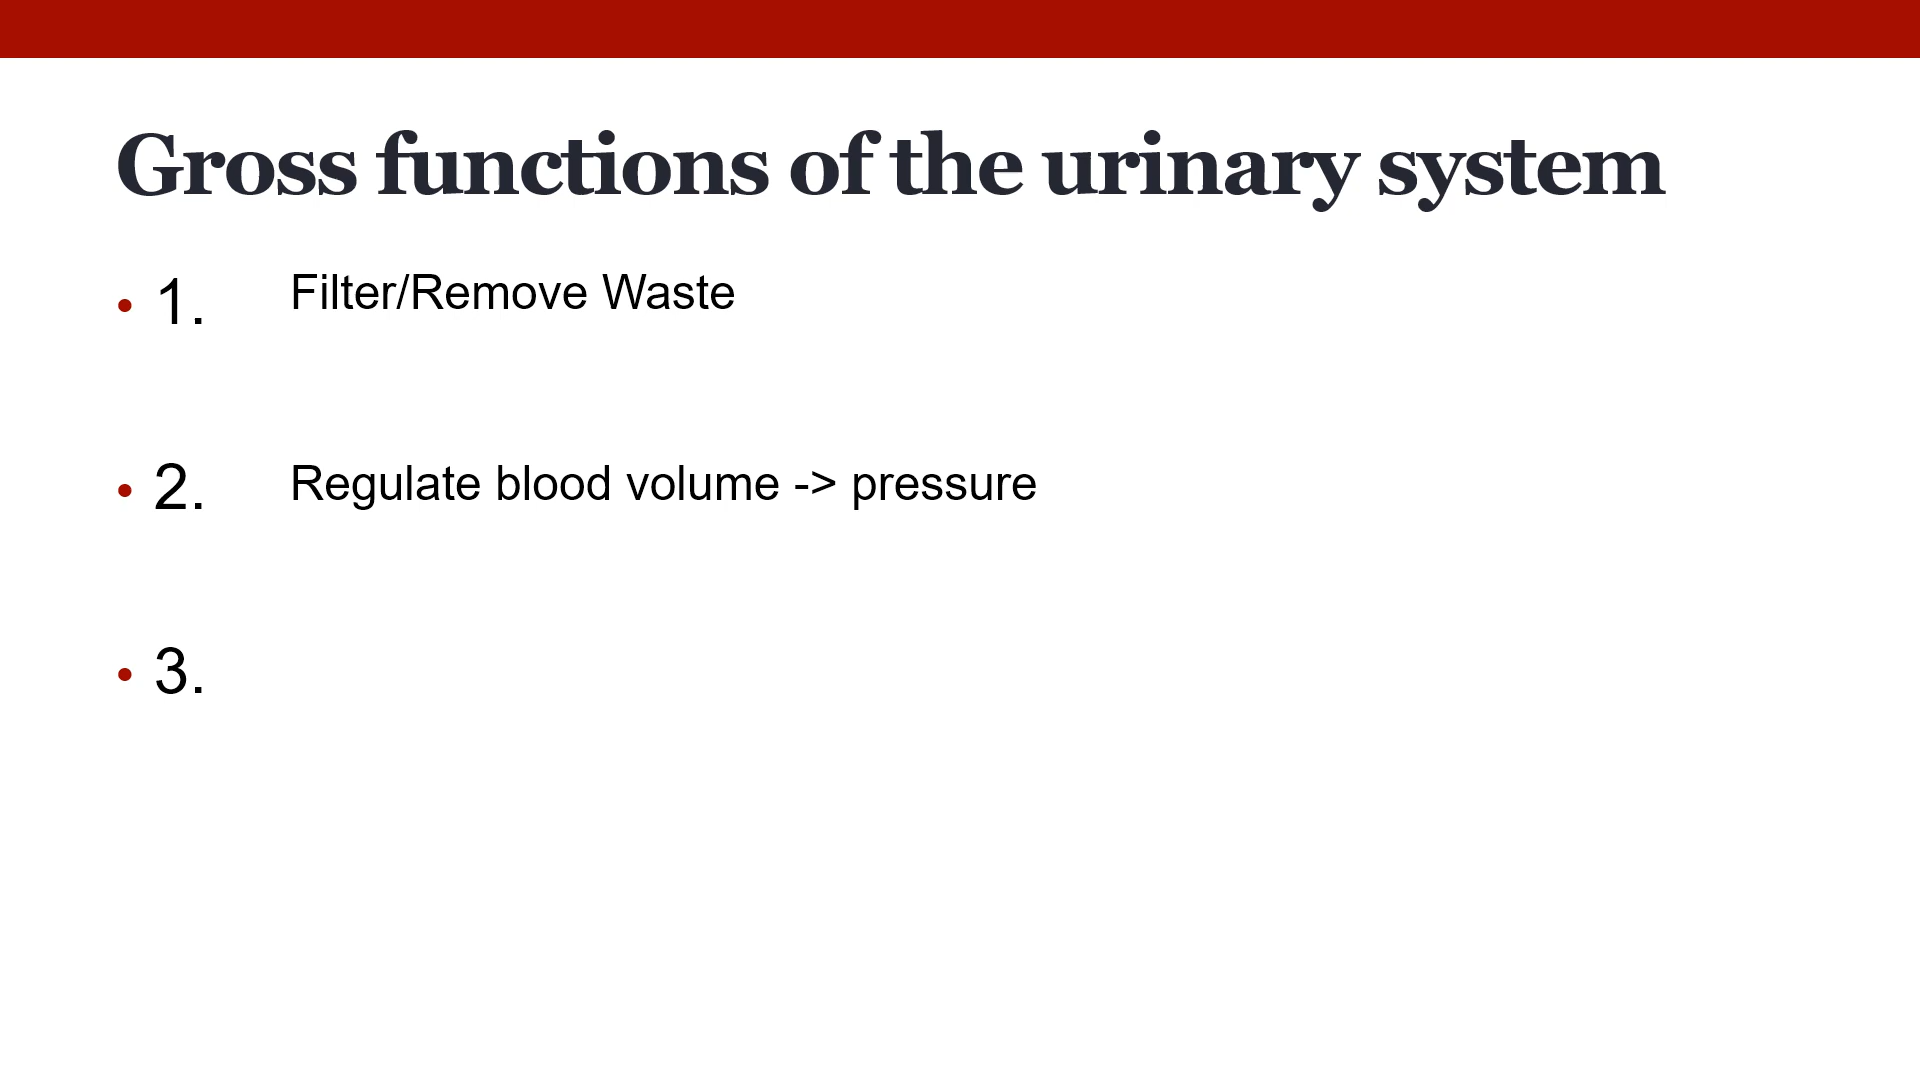 Gross functions of the urinary system
• 1. Filter/Remove Waste
• 2. Regulate blood volume -> pressure
• 3.